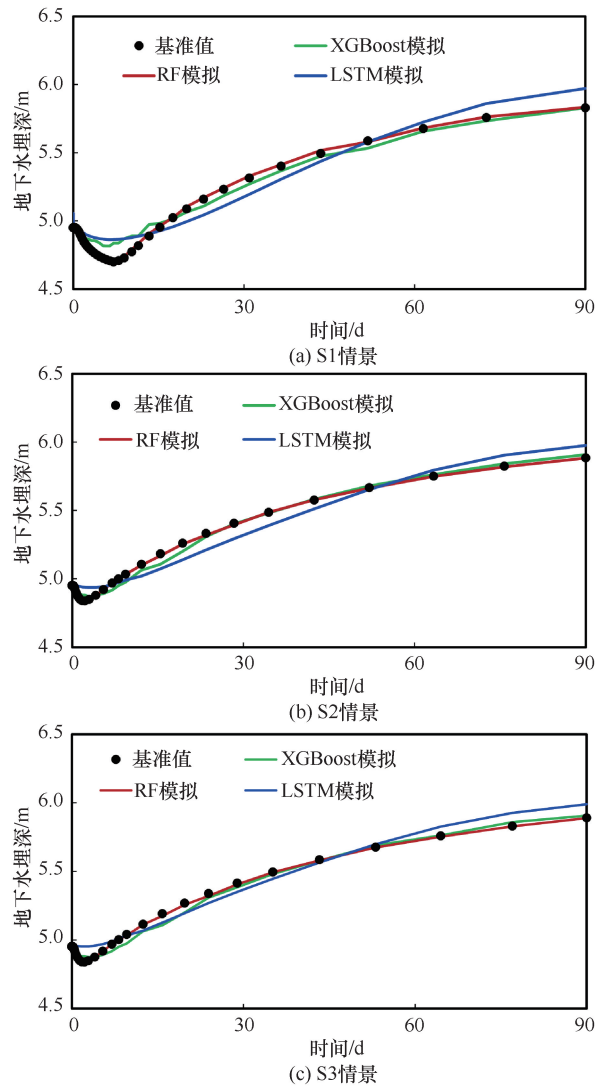 6.5
基准值 XGBoost模拟
RF模拟 LSTM模拟
6.0
5.5
5.0
4.5
地下水埋深/m
0 30 60 90
时间/d
(a) S1情景
6.5
基准值 XGBoost模拟
RF模拟 LSTM模拟
6.0
5.5
5.0
4.5
地下水埋深/m
0 30 60 90
时间/d
(b) S2情景
6.5
基准值 XGBoost模拟
RF模拟 LSTM模拟
6.0
5.5
5.0
4.5
地下水埋深/m
0 30 60 90
时间/d
(c) S3情景